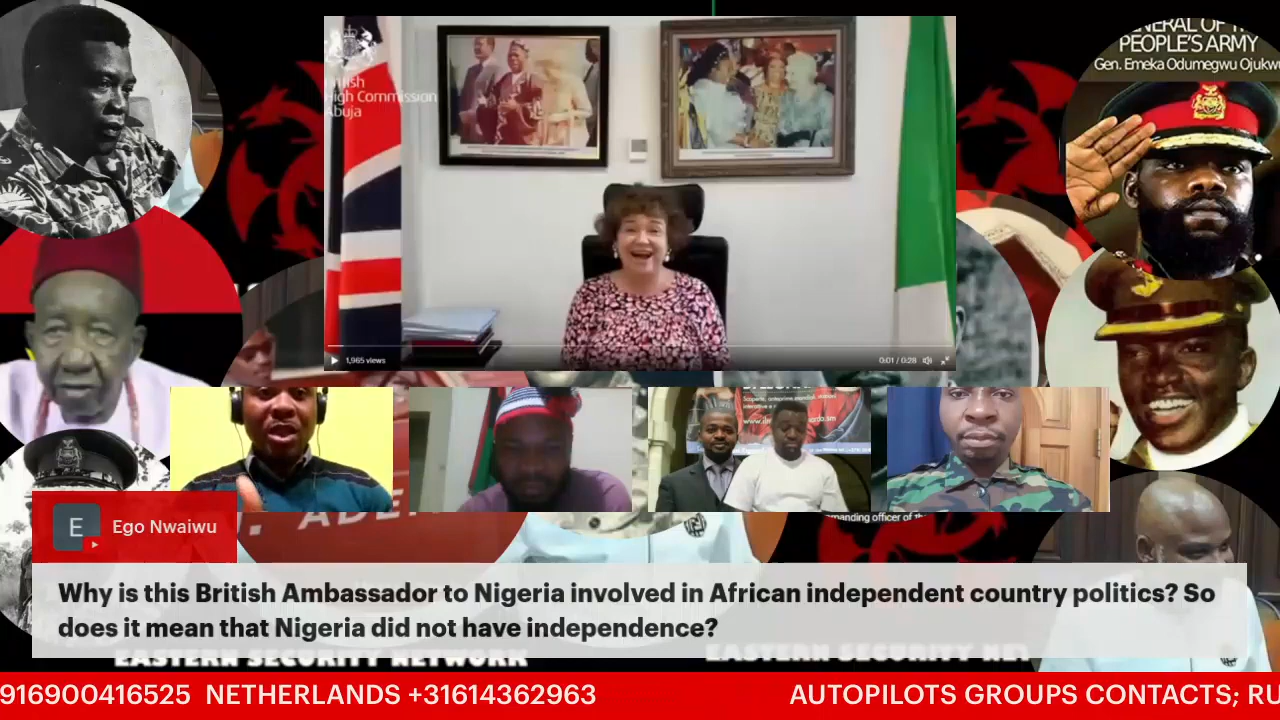 GENERAL OF THE
PEOPLE'S ARMY
Gen. Emeka Odumegwu Ojukwu
British
High Commission
Abuja
1,965 views
0:01 / 0:28
E
Ego Nwaiwu
Why is this British Ambassador to Nigeria involved in African independent country politics? So
does it mean that Nigeria did not have independence?
EASTERN SECURITY NETWORK
EASTERN SECURITY NE
916900416525 NETHERLANDS +31614362963
AUTOPILOTS GROUPS CONTACTS; RU